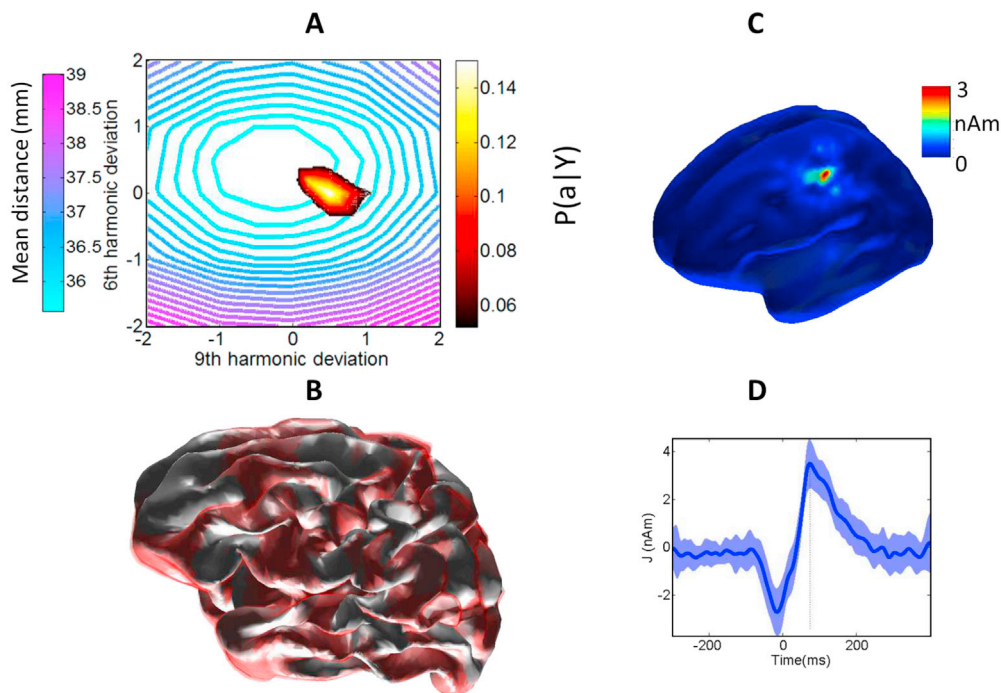 A
Mean distance (mm)
39
38.5
38
37.5
37
36.5
36
6th harmonic deviation
2
1
0
-1
-2
-2
-1
0
1
2
9th harmonic deviation
0.14
0.12
0.1
0.08
0.06
P(a|Y)
C
3
nAm
0
B
D
J (nAm)
4
2
0
-2
-200
0
200
Time(ms)